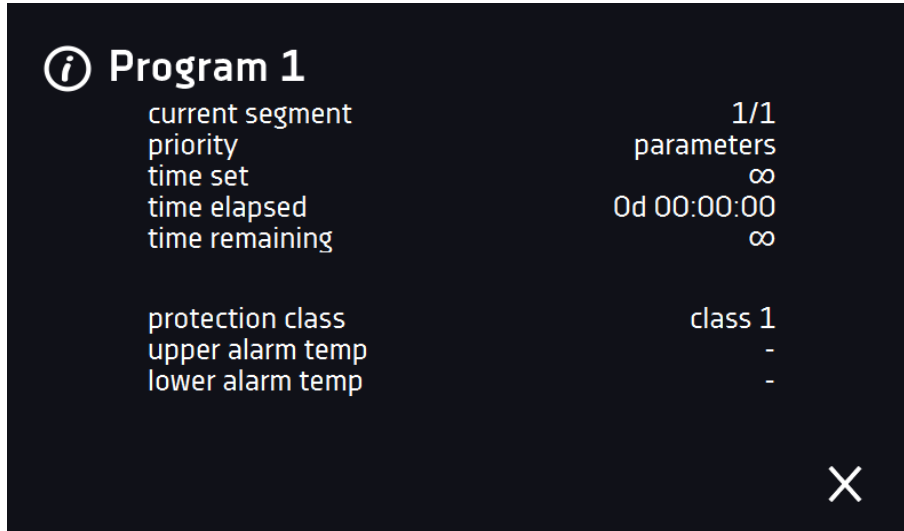 Program 1
current segment 1/1
priority parameters
time set ∞
time elapsed 0d 00:00:00
time remaining ∞
protection class class 1
upper alarm temp -
lower alarm temp -